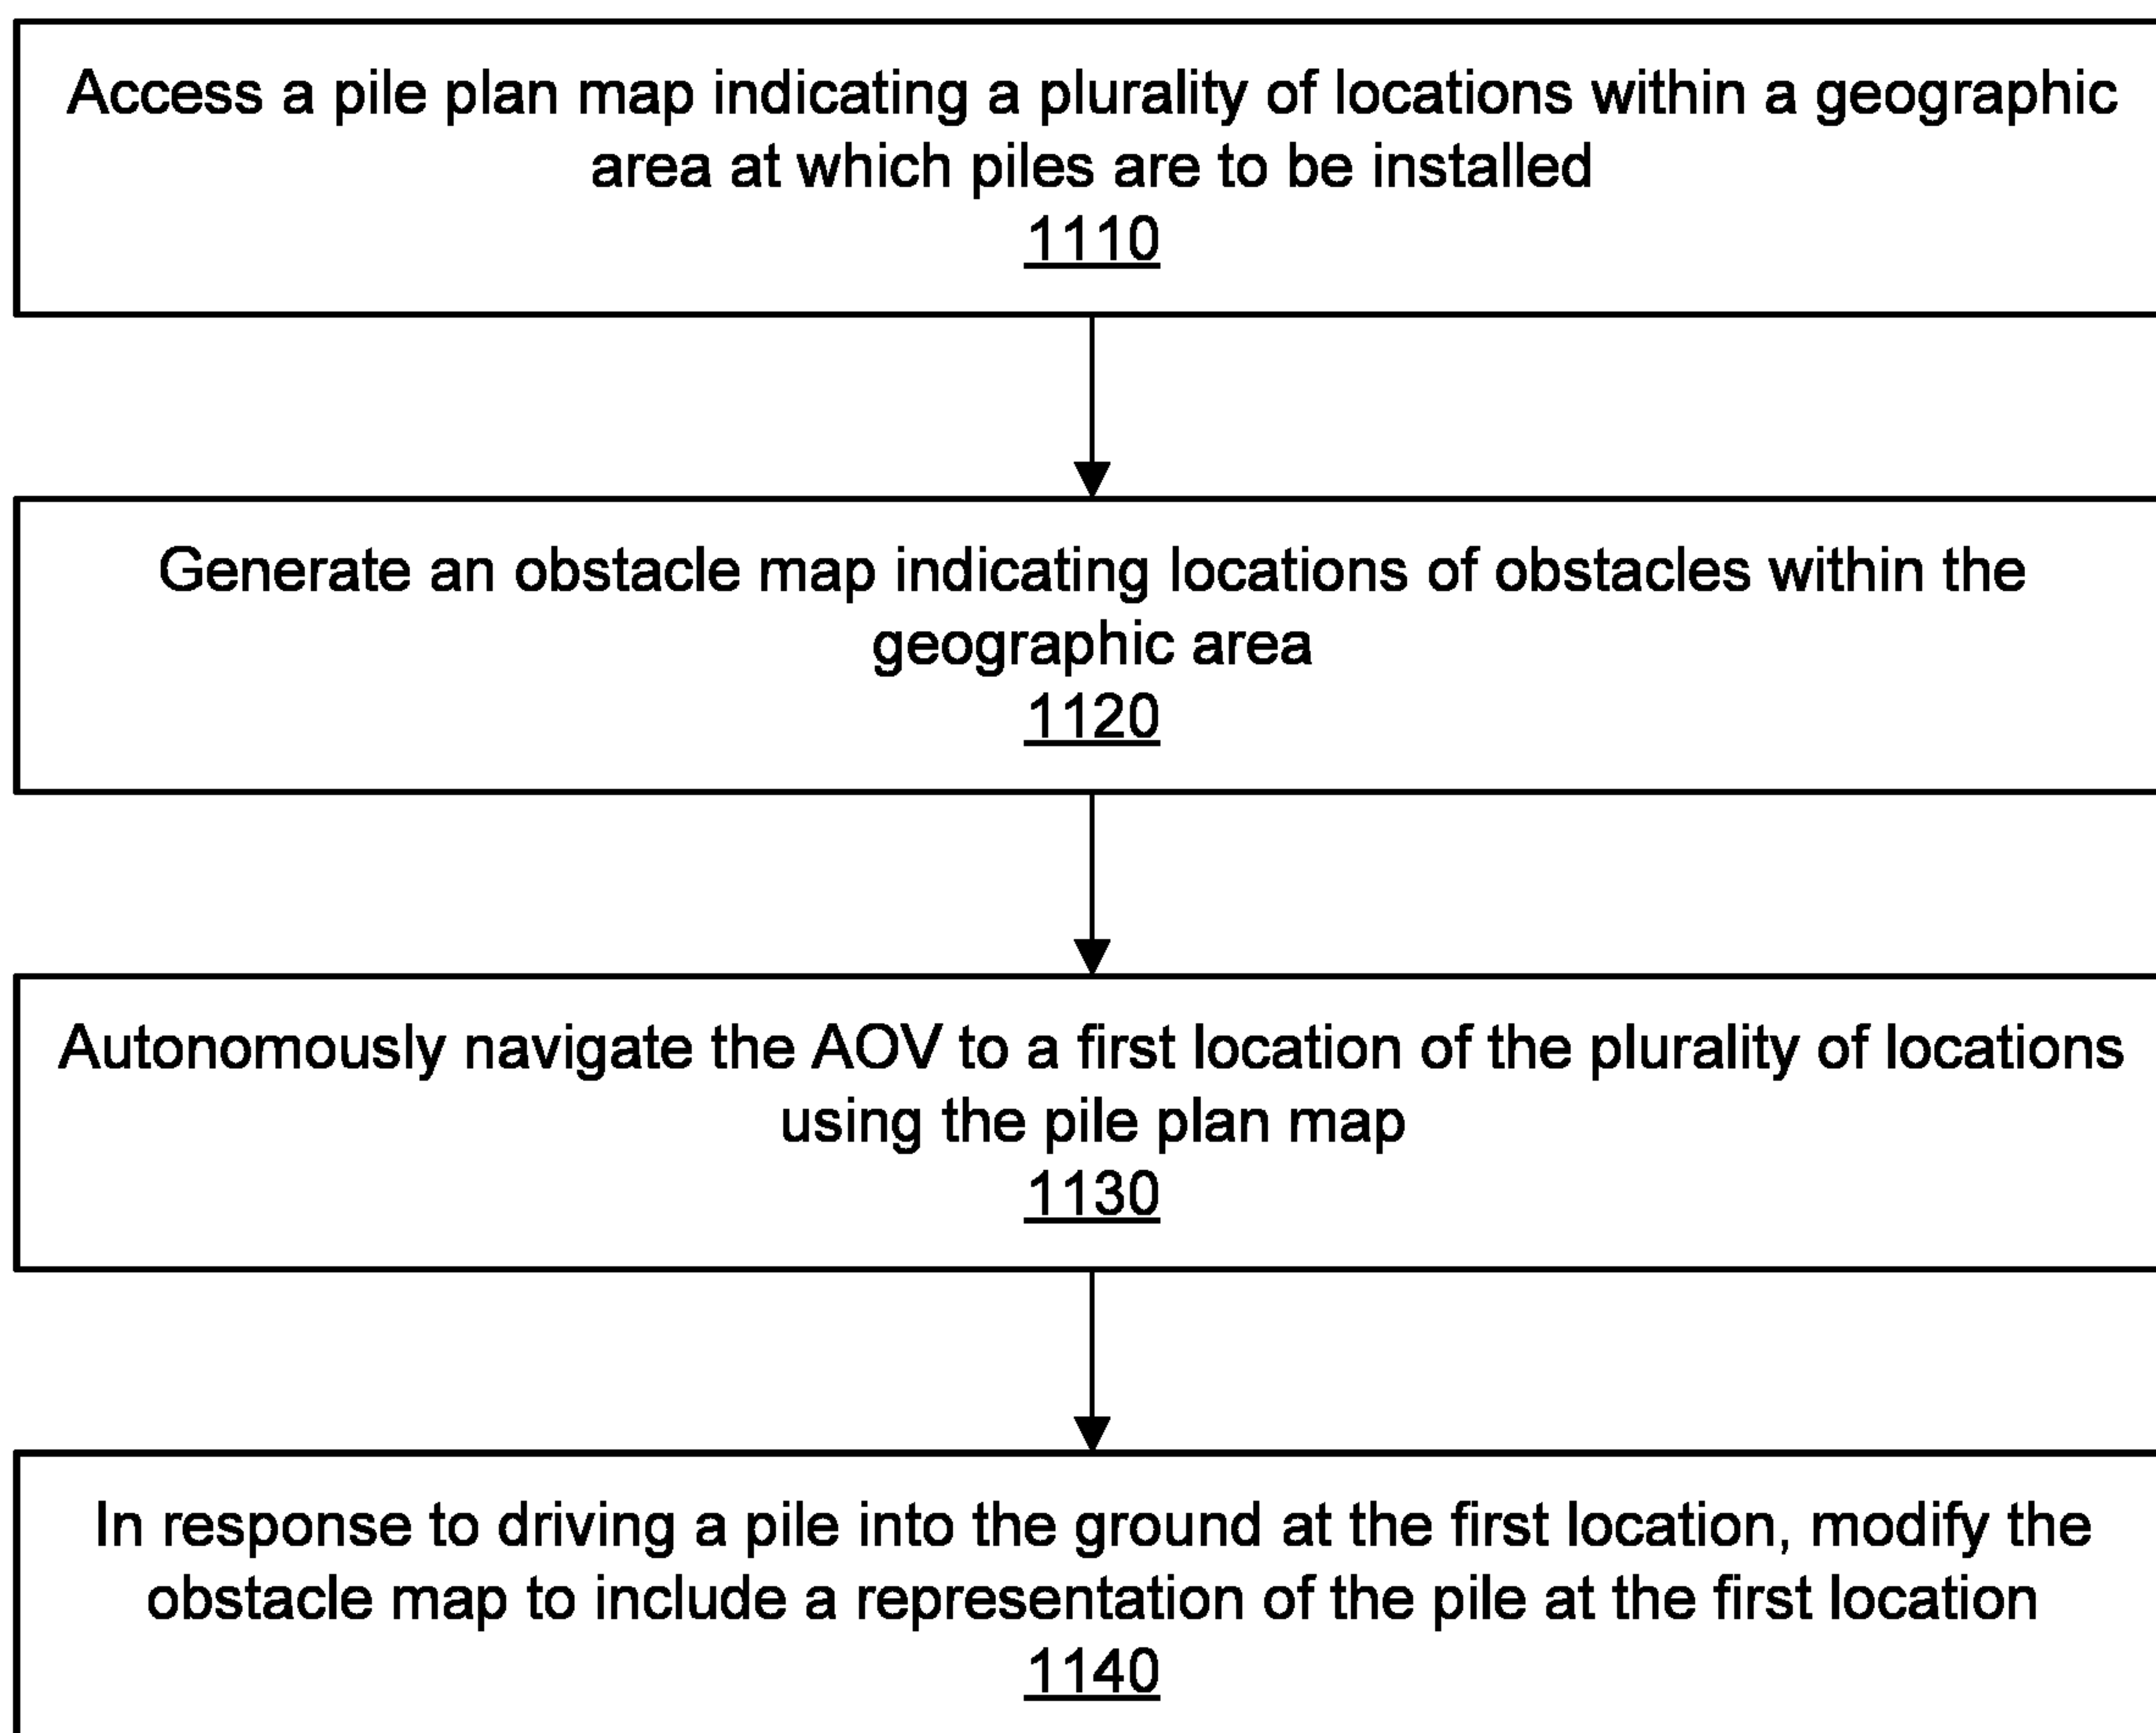 Access a pile plan map indicating a plurality of locations within a geographic
area at which piles are to be installed
1110
Generate an obstacle map indicating locations of obstacles within the
geographic area
1120
Autonomously navigate the AOV to a first location of the plurality of locations
using the pile plan map
1130
In response to driving a pile into the ground at the first location, modify the
obstacle map to include a representation of the pile at the first location
1140